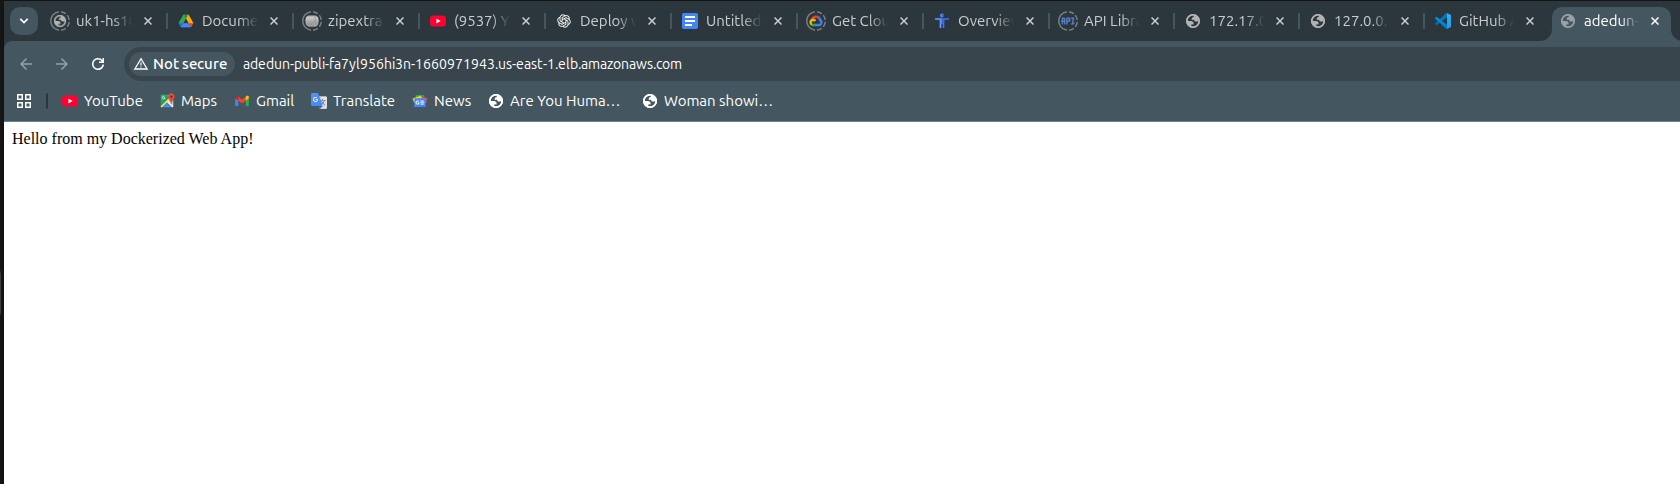 uk1-hs1 Docume zipextra (9537) Y Deploy Untitled Get Clou Overvie API Libra 172.17. 127.0.0. GitHub adedun-
Not secure adedun-publi-fa7yl956hi3n-1660971943.us-east-1.elb.amazonaws.com
YouTube Maps Gmail Translate News Are You Huma... Woman showi...
Hello from my Dockerized Web App!